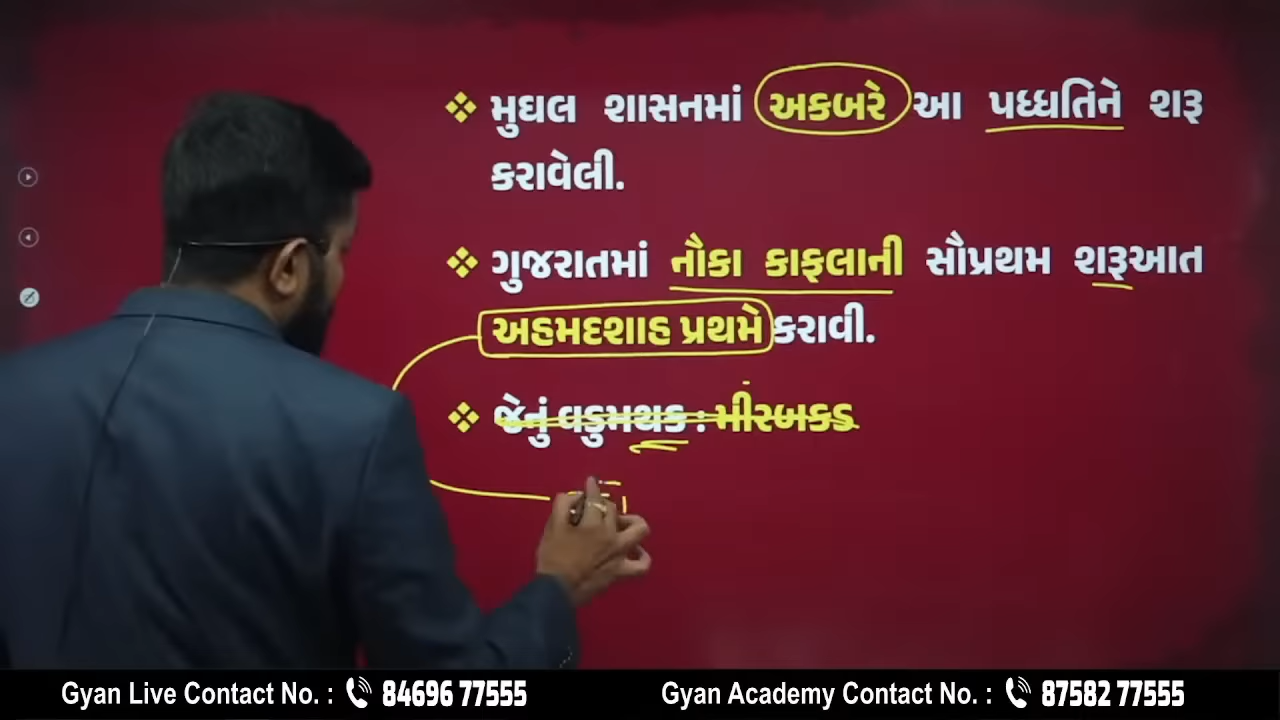 મુઘલ શાસનમાં અકબરે આ પધ્ધતિને શરૂ
કરાવેલી.
ગુજરાતમાં નૌકા કાફલાની સૌપ્રથમ શરૂઆત
અહમદશાહ પ્રથમે કરાવી.
જેનું વડુમથક : મીરબકડ
Gyan Live Contact No. : 84696 77555
Gyan Academy Contact No. : 87582 77555